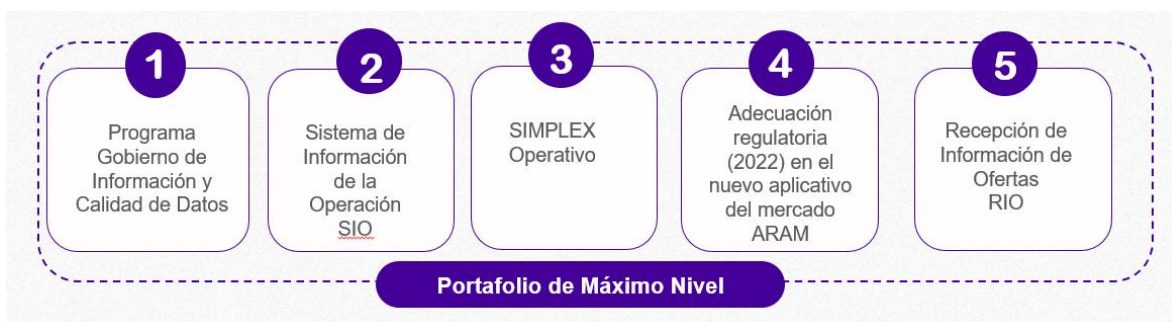 1
Programa
Gobierno de
Información y
Calidad de Datos
2
Sistema de
Información
de la
Operación
SIO
3
SIMPLEX
Operativo
4
Adecuación
regulatoria
(2022) en el
nuevo aplicativo
del mercado
ARAM
5
Recepción de
Información de
Ofertas
RIO
Portafolio de Máximo Nivel